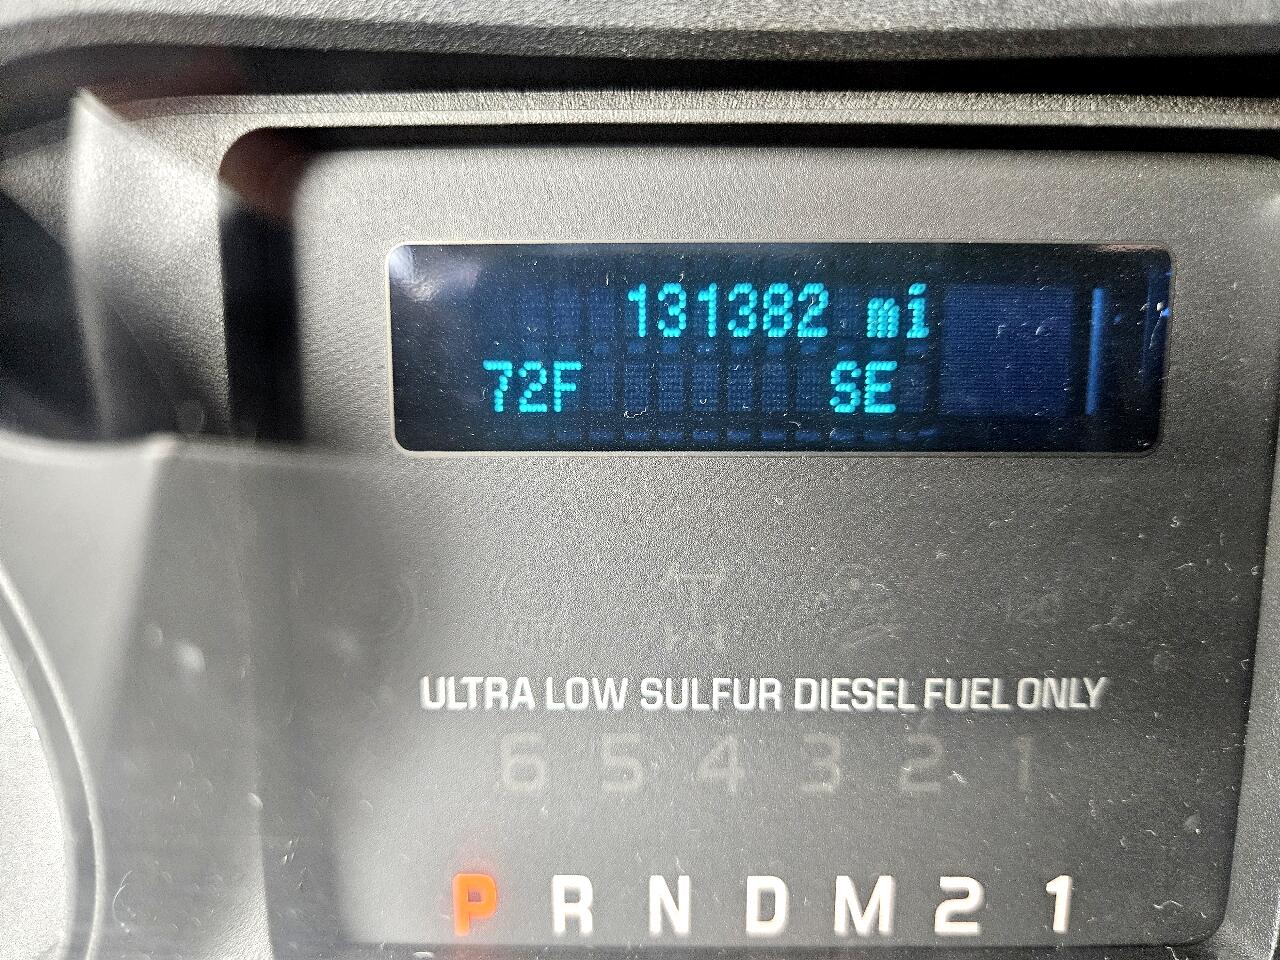 131382 mi
72F SE
ULTRA LOW SULFUR DIESEL FUEL ONLY
6 5 4 3 2 1
P R N D M 2 1